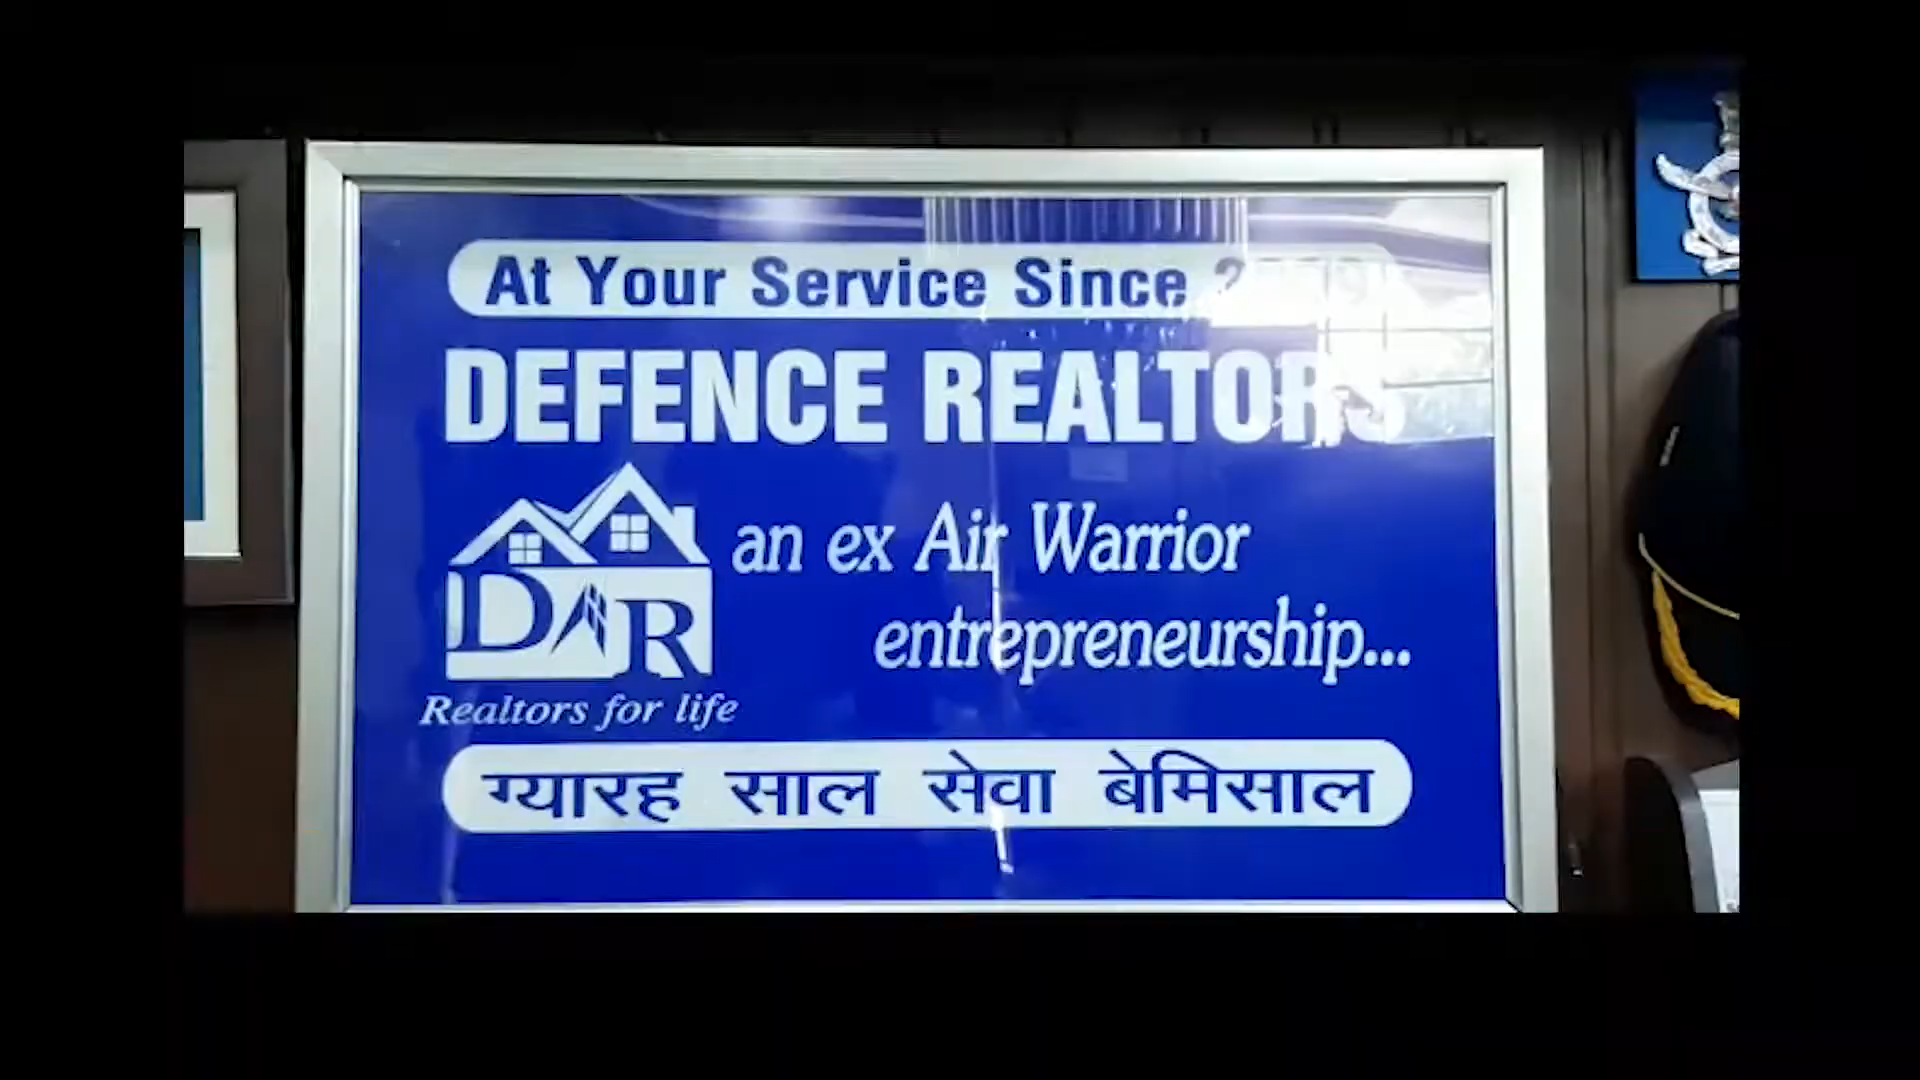 At Your Service Since
DEFENCE REALTORS
DR
an ex Air Warrior
entrepreneurship...
Realtors for life
ग्यारह साल सेवा बेमिसाल